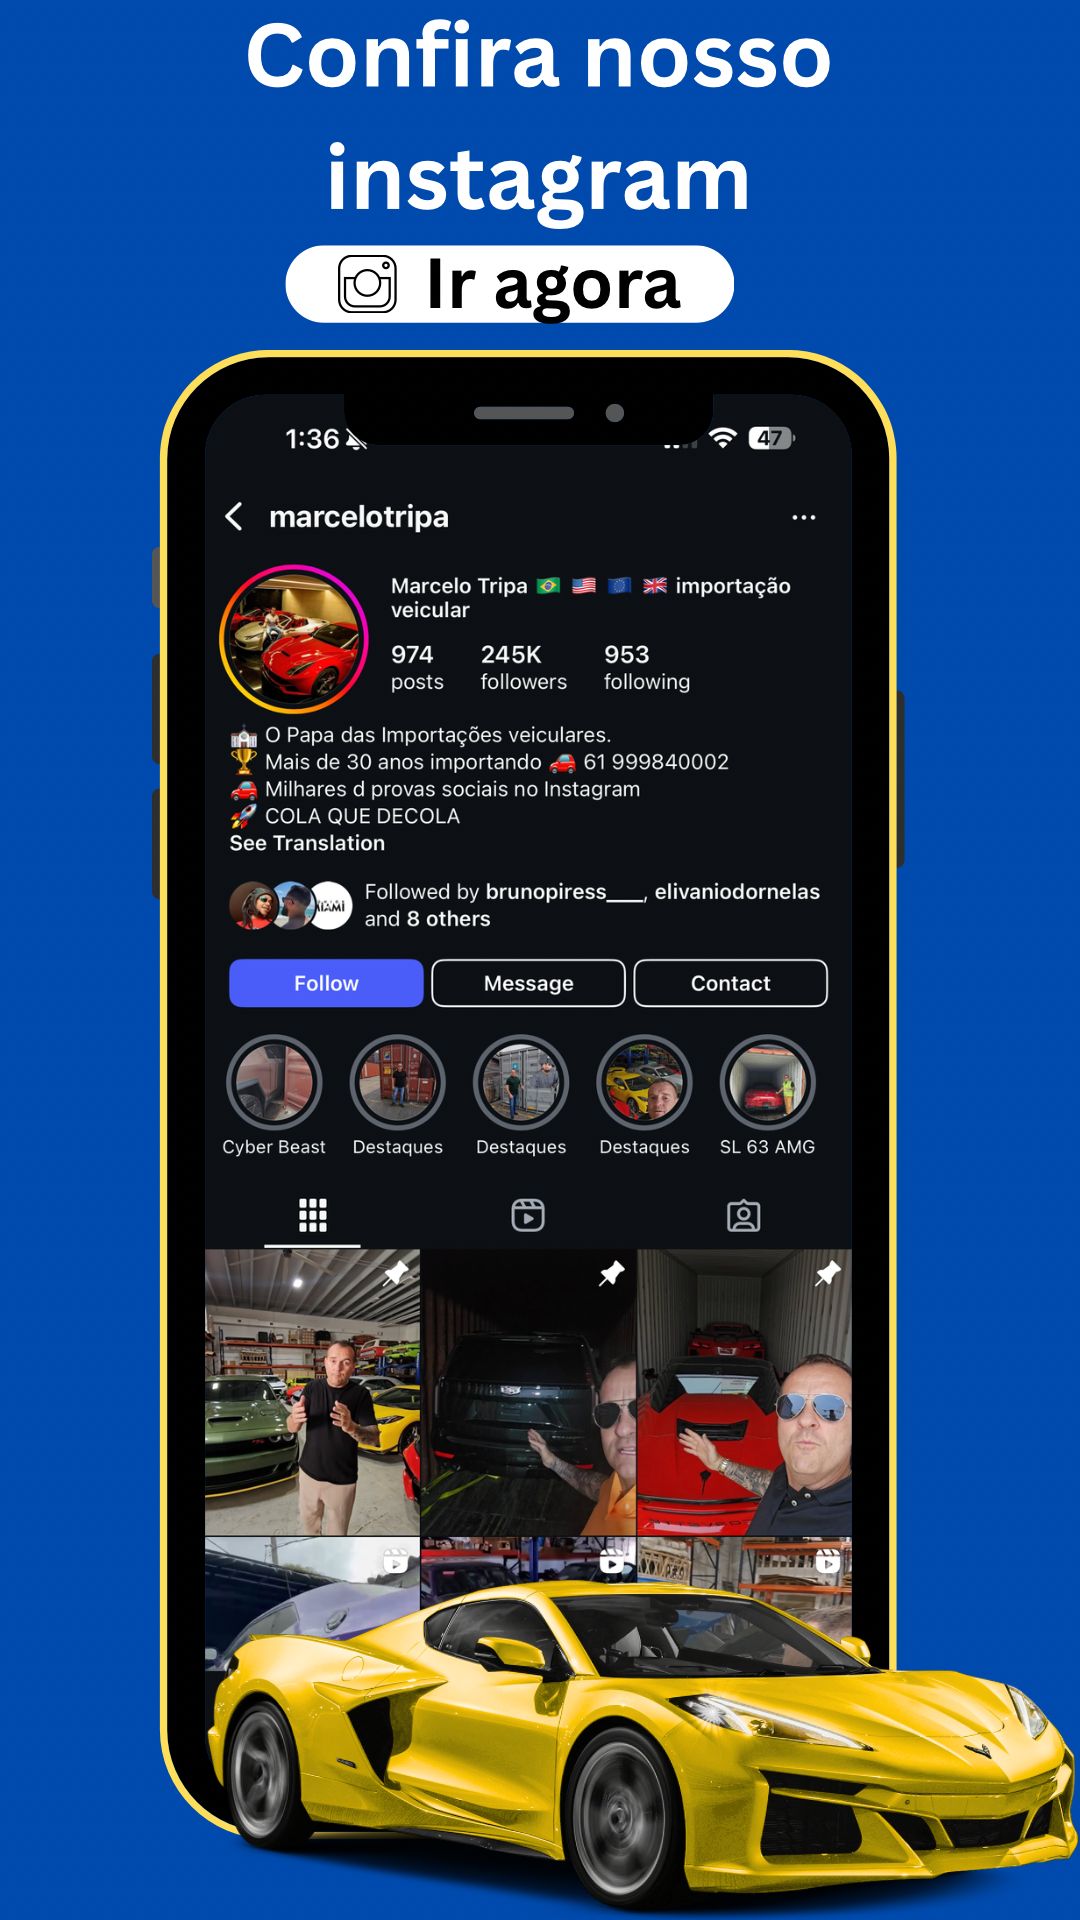 Confira nosso
instagram
Ir agora
1:36
47
marcelotripa
Marcelo Tripa 🇧🇷 🇺🇸 🇪🇺 🇬🇧 importação
veicular
974 245K 953
posts followers following
💒 O Papa das Importações veiculares.
🏆 Mais de 30 anos importando 🚗 61 999840002
🚗 Milhares d provas sociais no Instagram
🚀 COLA QUE DECOLA
See Translation
Followed by brunopiress___, elivaniodornelas
and 8 others
Follow Message Contact
Cyber Beast Destaques Destaques Destaques SL 63 AMG